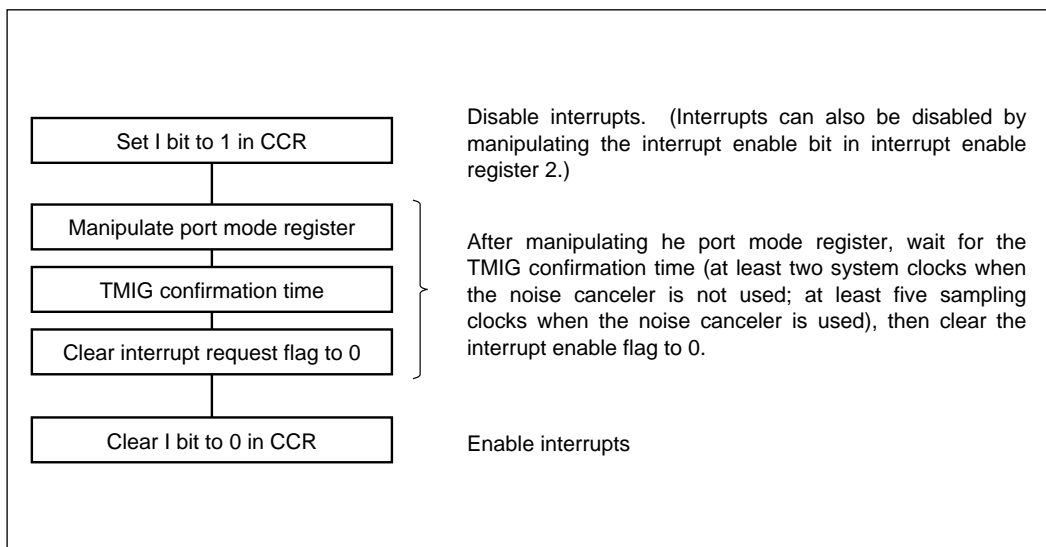 Set I bit to 1 in CCR
Disable interrupts. (Interrupts can also be disabled by
manipulating the interrupt enable bit in interrupt enable
register 2.)
Manipulate port mode register
TMIG confirmation time
Clear interrupt request flag to 0
After manipulating he port mode register, wait for the
TMIG confirmation time (at least two system clocks when
the noise canceler is not used; at least five sampling
clocks when the noise canceler is used), then clear the
interrupt enable flag to 0.
Clear I bit to 0 in CCR
Enable interrupts